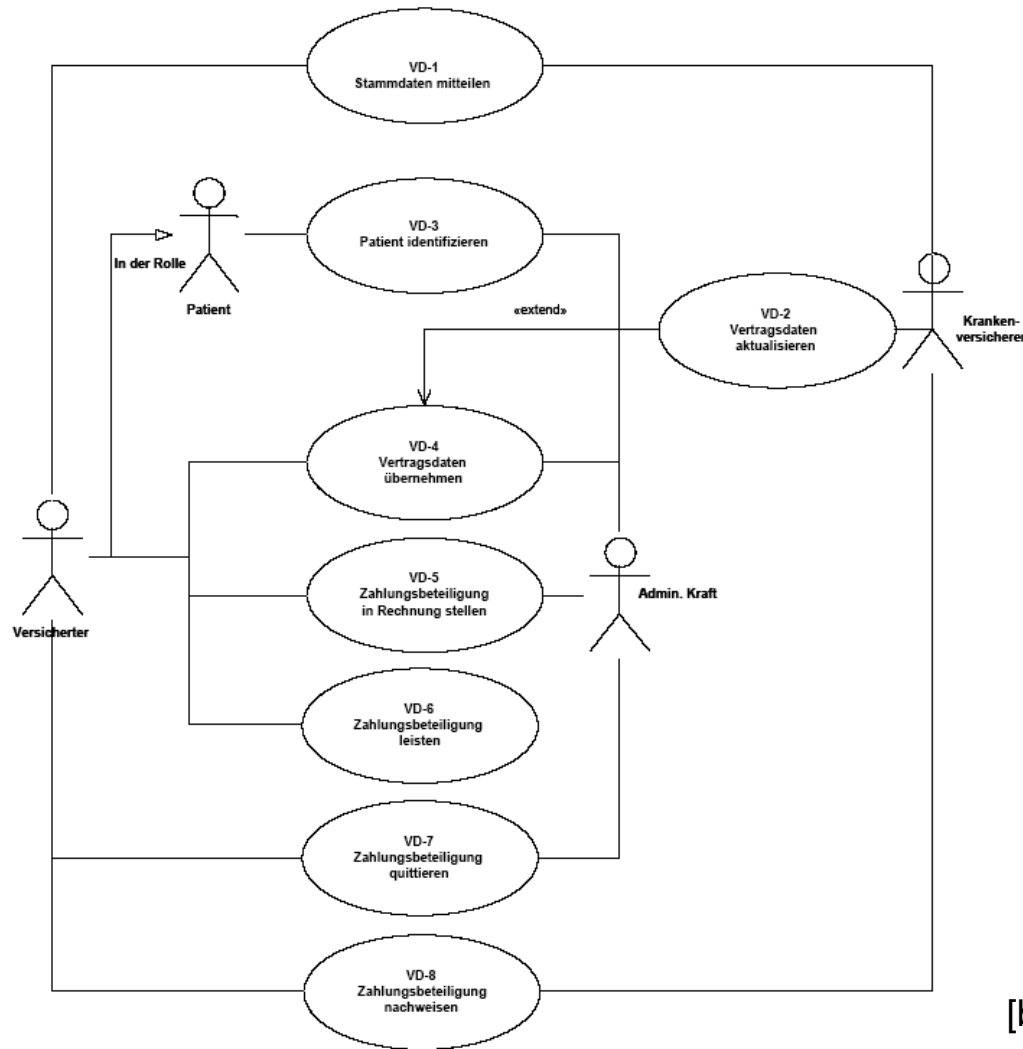 VD-1
Stammdaten mitteilen
VD-3
Patient identifizieren
In der Rolle
Patient
«extend»
VD-2
Vertragsdaten
aktualisieren
Kranken-
versicherer
VD-4
Vertragsdaten
übernehmen
VD-5
Zahlungsbeteiligung
in Rechnung stellen
Admin. Kraft
Versicherter
VD-6
Zahlungsbeteiligung
leisten
VD-7
Zahlungsbeteiligung
quittieren
VD-8
Zahlungsbeteiligung
nachweisen